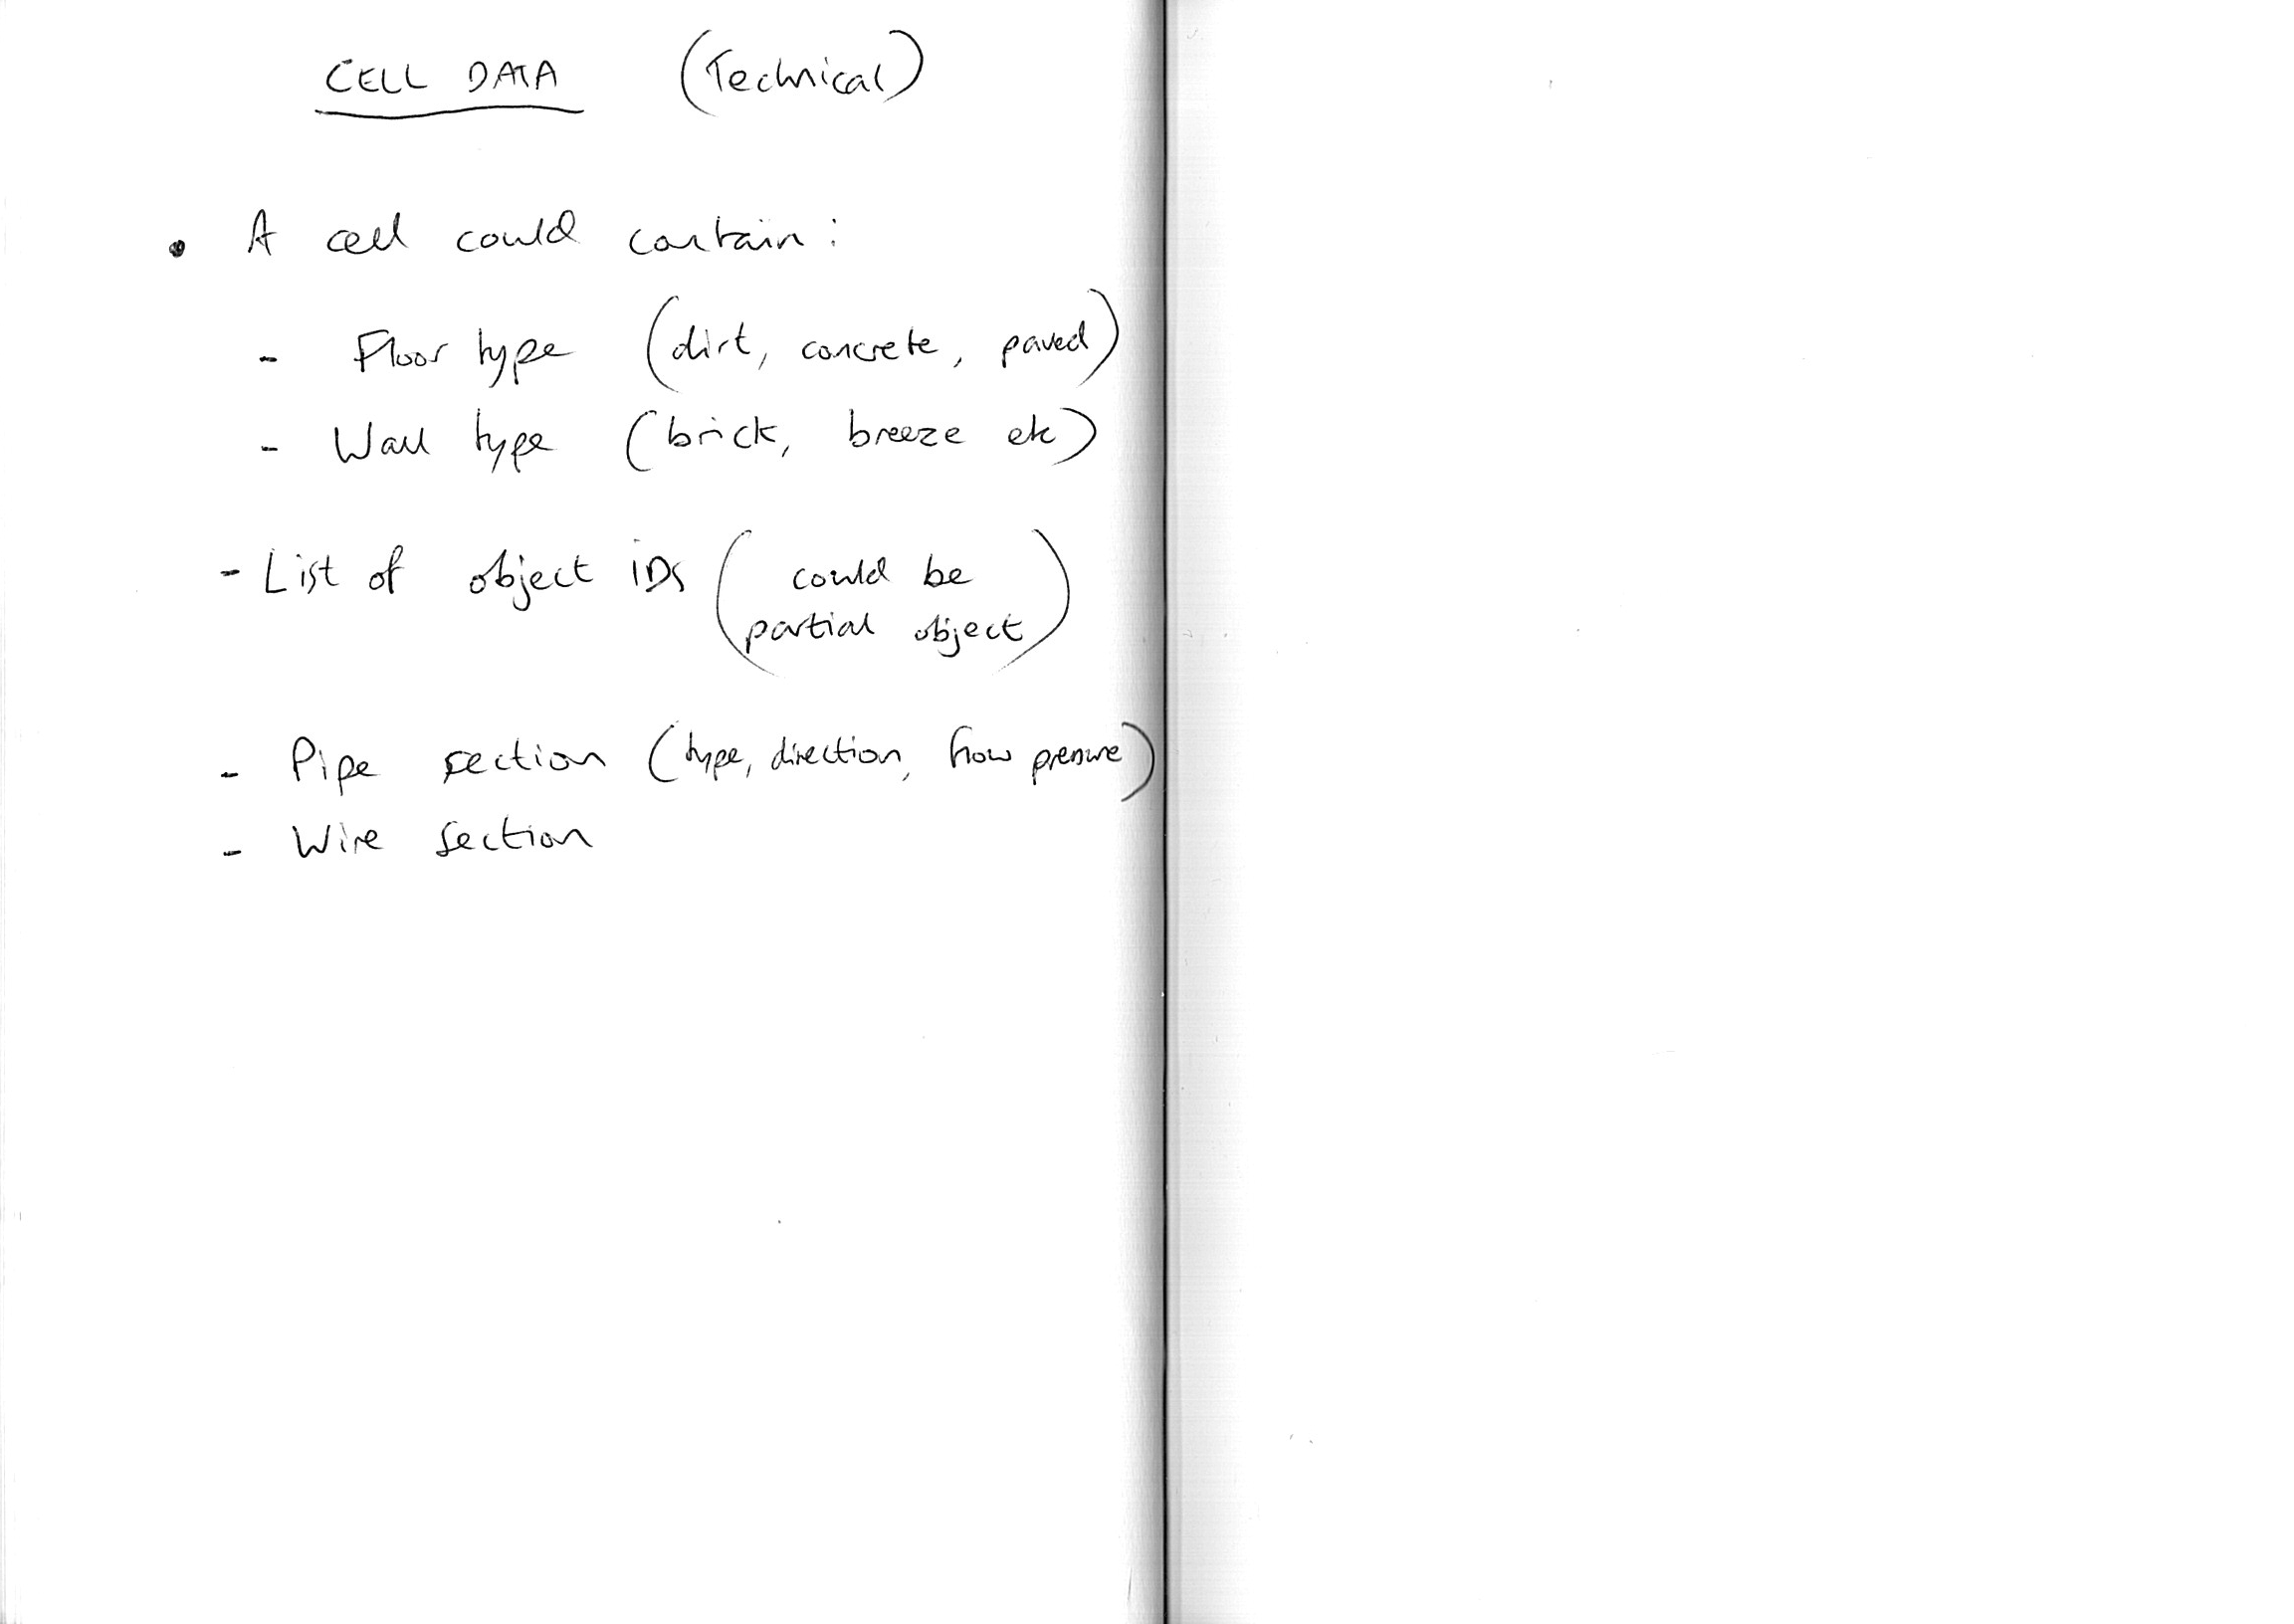 CELL DATA (Technical)
• A cell could contain:
- Floor type (dirt, concrete, paved)
- Wall type (brick, breeze etc)
- List of object IDs (could be
partial object)
- Pipe section (type, direction, flow pressure)
- Wire section